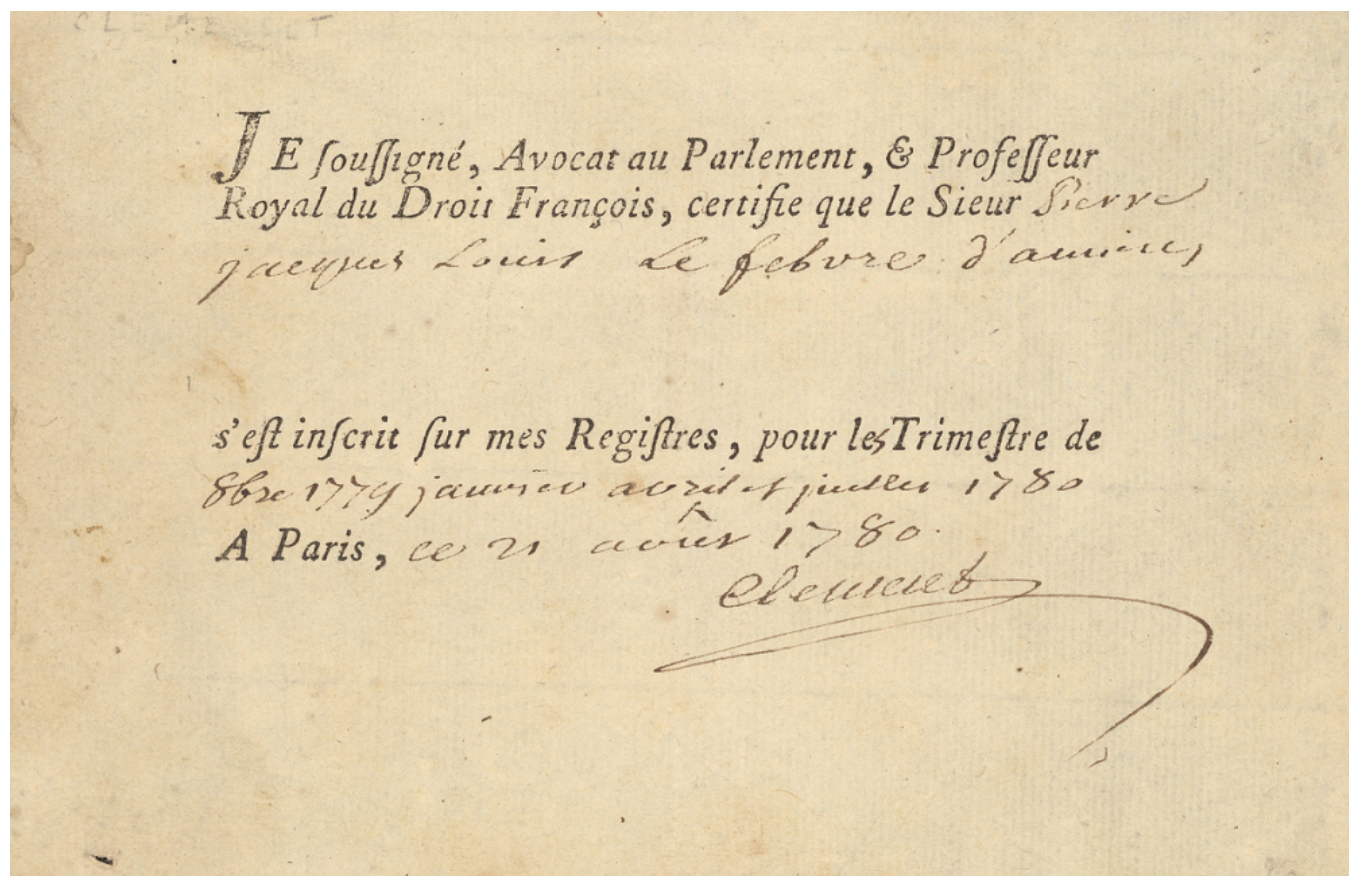 CLEMENCET
JE souſſigné, Avocat au Parlement, & Profeſſeur
Royal du Droit François, certifie que le Sieur Pierre
jacques Louis Le febvre d'amiens
s'eſt inſcrit ſur mes Regiſtres, pour les Trimeſtre de
8bre 1779 janvier avril et juillet 1780
A Paris, ce 21 août 1780.